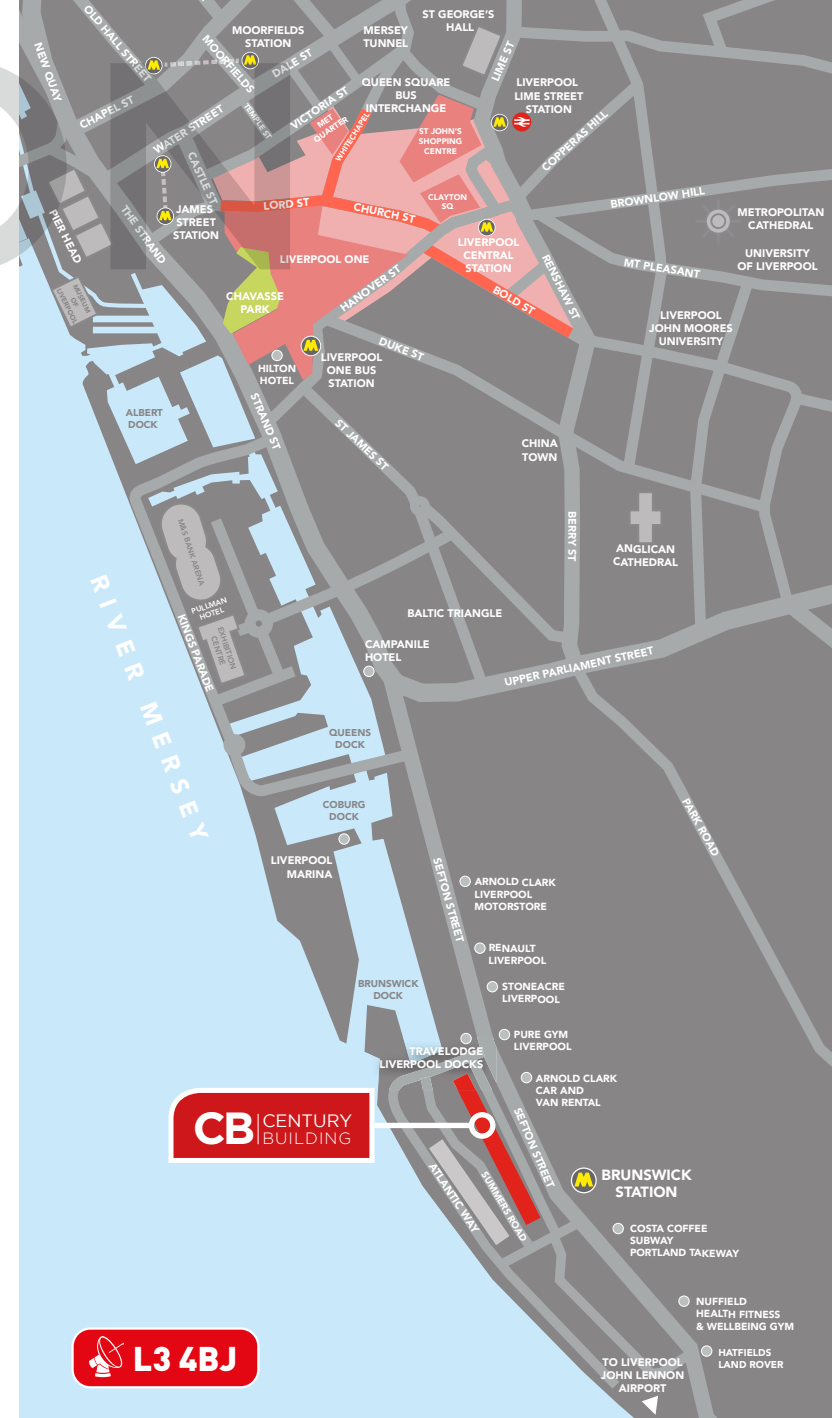 ON
OLD HALL STREET
NEW QUAY
MOORFIELDS
STATION
MOORFIELDS
DALE ST
MERSEY
TUNNEL
ST GEORGE'S
HALL
LIME ST
LIVERPOOL
LIME STREET
STATION
QUEEN SQUARE
BUS
INTERCHANGE
CHAPEL ST
WATER STREET
TEMPLE ST
VICTORIA ST
MET
QUARTER
WHITECHAPEL
ST JOHN'S
SHOPPING
CENTRE
COPPERAS HILL
CASTLE ST
JAMES
STREET
STATION
THE STRAND
PIER HEAD
LORD ST
CHURCH ST
CLAYTON
SQ
BROWNLOW HILL
METROPOLITAN
CATHEDRAL
UNIVERSITY
OF LIVERPOOL
LIVERPOOL
CENTRAL
STATION
MT PLEASANT
RENSHAW ST
LIVERPOOL ONE
MUSEUM
OF
LIVERPOOL
CHAVASSE
PARK
HANOVER ST
BOLD ST
LIVERPOOL
JOHN MOORES
UNIVERSITY
HILTON
HOTEL
LIVERPOOL
ONE BUS
STATION
DUKE ST
ALBERT
DOCK
STRAND ST
ST JAMES ST
CHINA
TOWN
BERRY ST
M&S BANK ARENA
ANGLICAN
CATHEDRAL
PULLMAN
HOTEL
EXHIBITION
CENTRE
KINGS PARADE
BALTIC TRIANGLE
CAMPANILE
HOTEL
UPPER PARLIAMENT STREET
RIVER MERSEY
QUEENS
DOCK
COBURG
DOCK
PARK ROAD
LIVERPOOL
MARINA
SEFTON STREET
ARNOLD CLARK
LIVERPOOL
MOTORSTORE
RENAULT
LIVERPOOL
BRUNSWICK
DOCK
STONEACRE
LIVERPOOL
PURE GYM
LIVERPOOL
TRAVELODGE
LIVERPOOL DOCKS
ARNOLD CLARK
CAR AND
VAN RENTAL
CB CENTURY
BUILDING
SEFTON STREET
ATLANTIC WAY
SUMMERS ROAD
BRUNSWICK
STATION
COSTA COFFEE
SUBWAY
PORTLAND TAKEWAY
NUFFIELD
HEALTH FITNESS
& WELLBEING GYM
HATFIELDS
LAND ROVER
L3 4BJ
TO LIVERPOOL
JOHN LENNON
AIRPORT